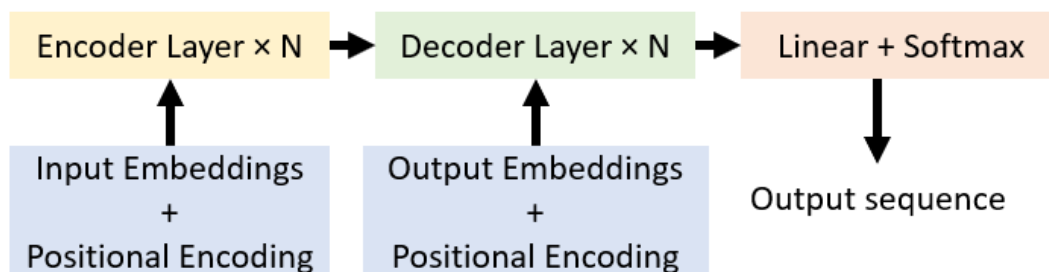 Encoder Layer × N
Decoder Layer × N
Linear + Softmax
Input Embeddings
+
Positional Encoding
Output Embeddings
+
Positional Encoding
Output sequence